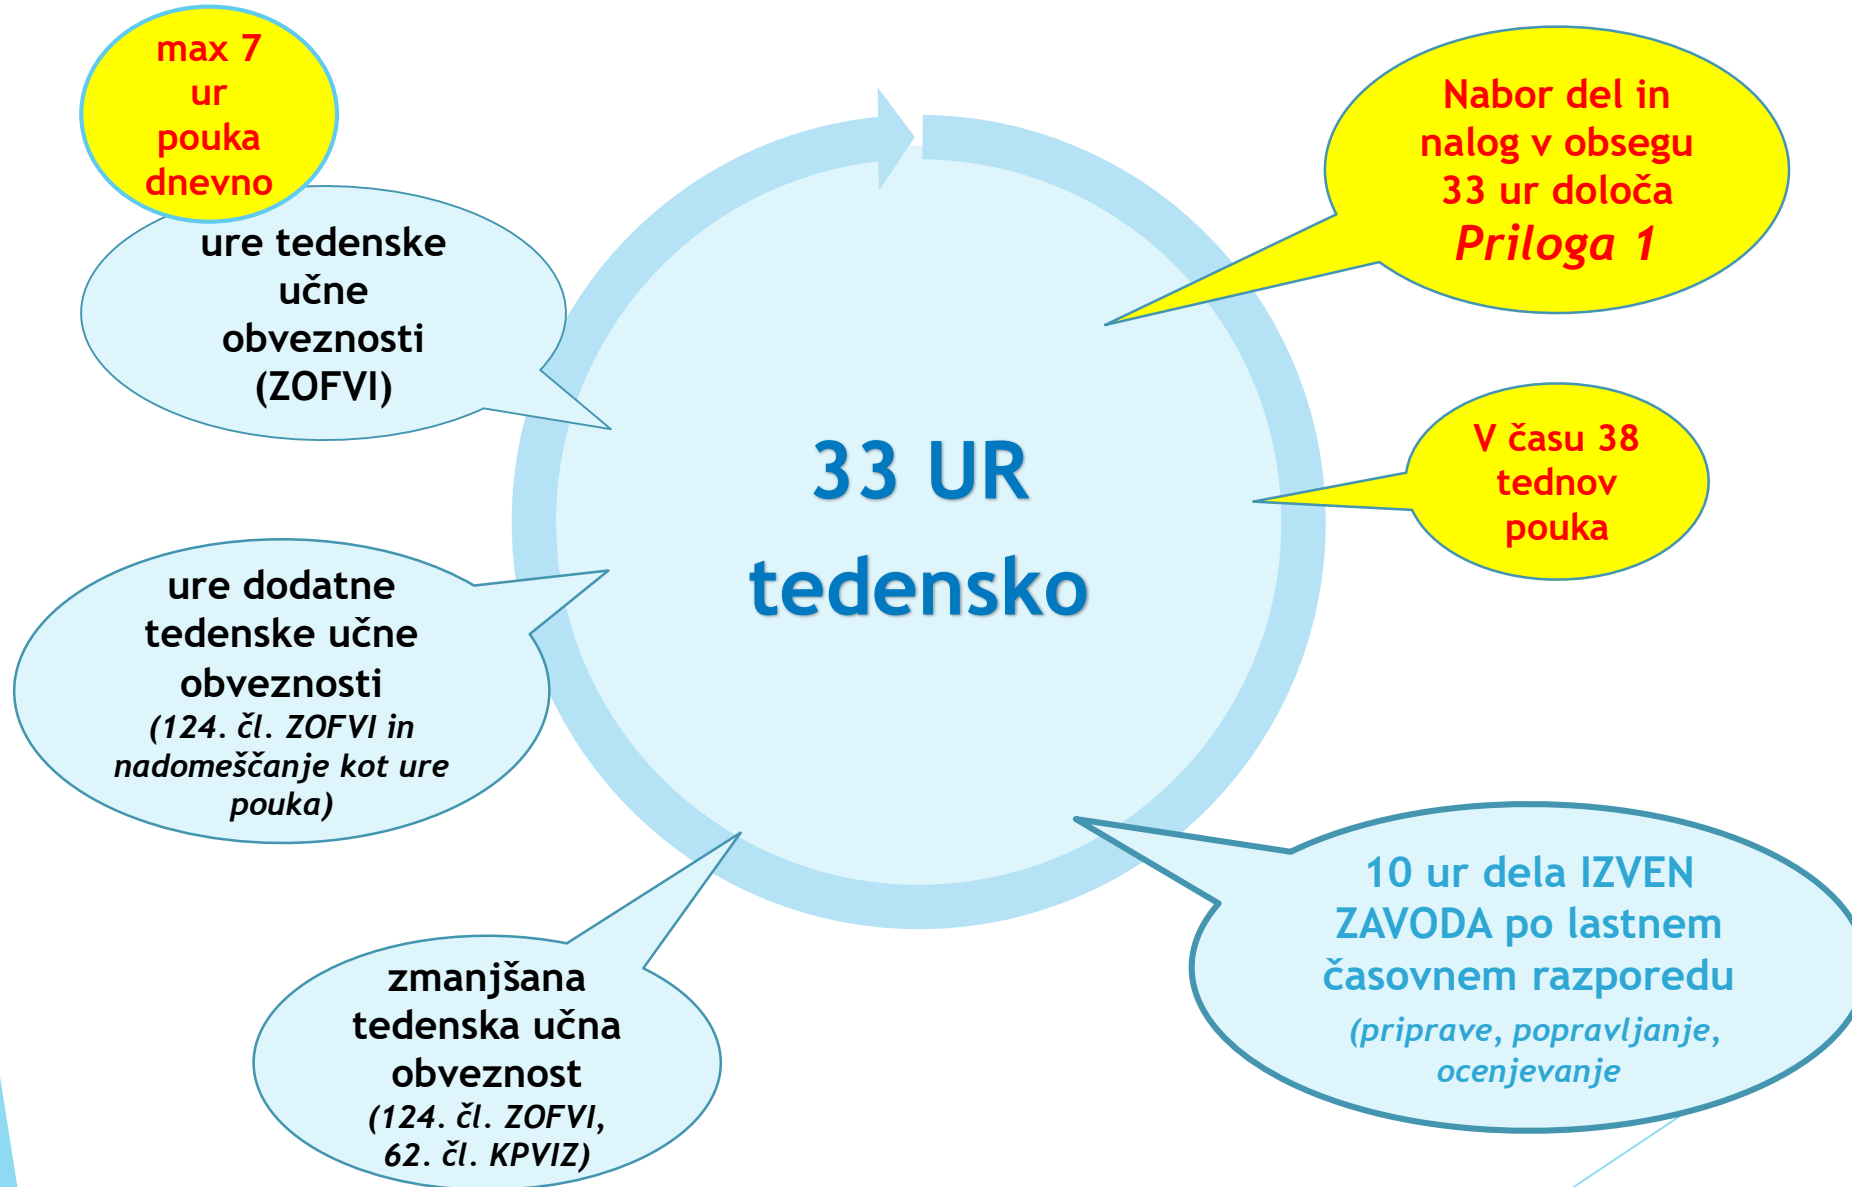 max 7
ur
pouka
dnevno
ure tedenske
učne
obveznosti
(ZOFVI)
ure dodatne
tedenske učne
obveznosti
(124. čl. ZOFVI in
nadomeščanje kot ure
pouka)
zmanjšana
tedenska učna
obveznost
(124. čl. ZOFVI,
62. čl. KPVIZ)
33 UR
tedensko
Nabor del in
nalog v obsegu
33 ur določa
Priloga 1
V času 38
tednov
pouka
10 ur dela IZVEN
ZAVODA po lastnem
časovnem razporedu
(priprave, popravljanje,
ocenjevanje